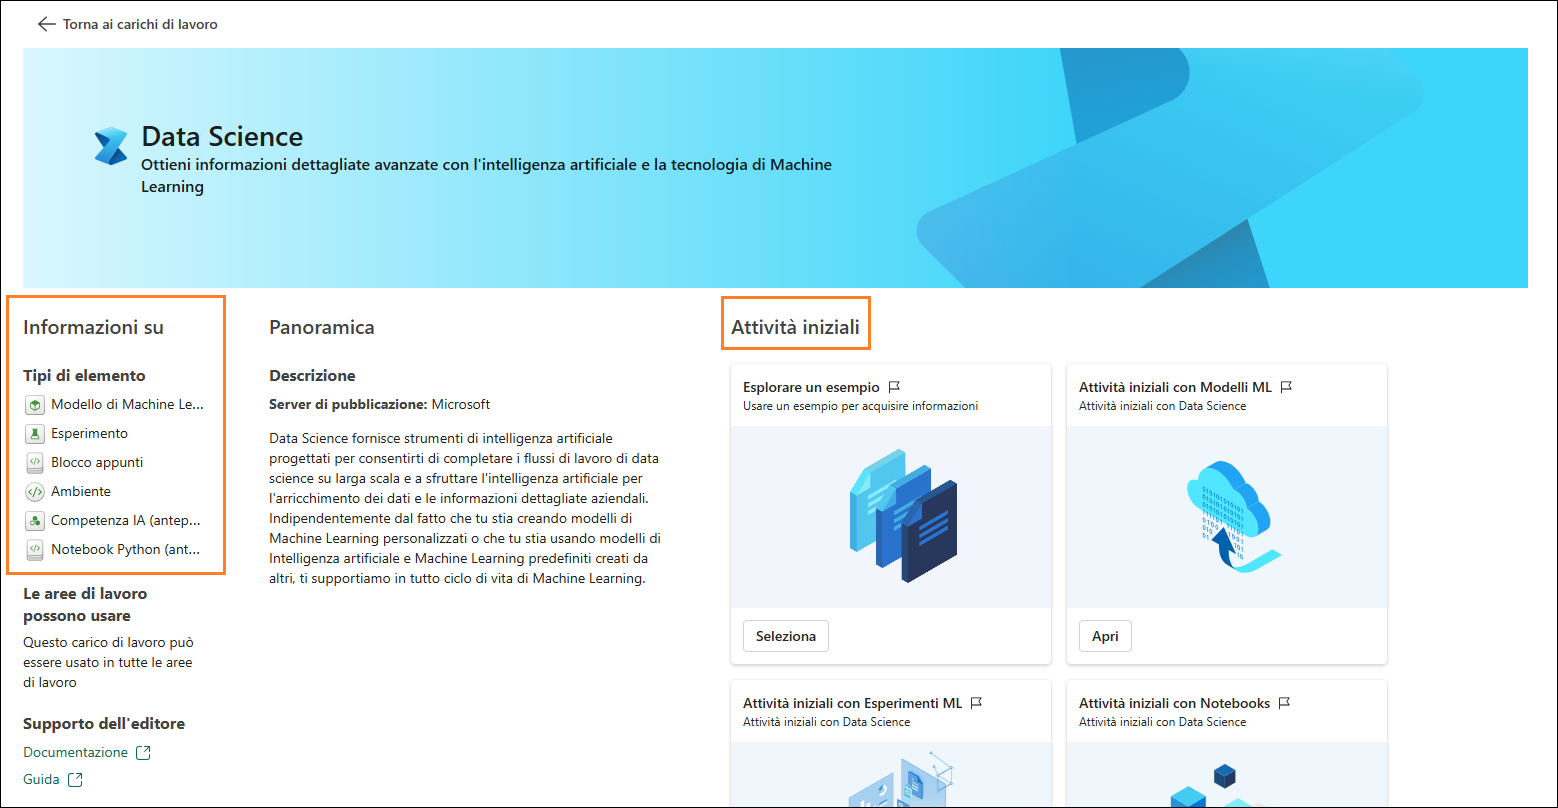 Torna ai carichi di lavoro
Data Science
Ottieni informazioni dettagliate avanzate con l'intelligenza artificiale e la tecnologia di Machine
Learning
Informazioni su
Tipi di elemento
Modello di Machine Le...
Esperimento
Blocco appunti
Ambiente
Competenza IA (antep...
Notebook Python (ant...
Le aree di lavoro
possono usare
Questo carico di lavoro può
essere usato in tutte le aree
di lavoro
Supporto dell'editore
Documentazione
Guida
Panoramica
Descrizione
Server di pubblicazione: Microsoft
Data Science fornisce strumenti di intelligenza artificiale
progettati per consentirti di completare i flussi di lavoro di data
science su larga scala e a sfruttare l'intelligenza artificiale per
l'arricchimento dei dati e le informazioni dettagliate aziendali.
Indipendentemente dal fatto che tu stia creando modelli di
Machine Learning personalizzati o che tu stia usando modelli di
Intelligenza artificiale e Machine Learning predefiniti creati da
altri, ti supportiamo in tutto ciclo di vita di Machine Learning.
Attività iniziali
Esplorare un esempio
Usare un esempio per acquisire informazioni
Seleziona
Attività iniziali con Modelli ML
Attività iniziali con Data Science
Apri
Attività iniziali con Esperimenti ML
Attività iniziali con Data Science
Attività iniziali con Notebooks
Attività iniziali con Data Science